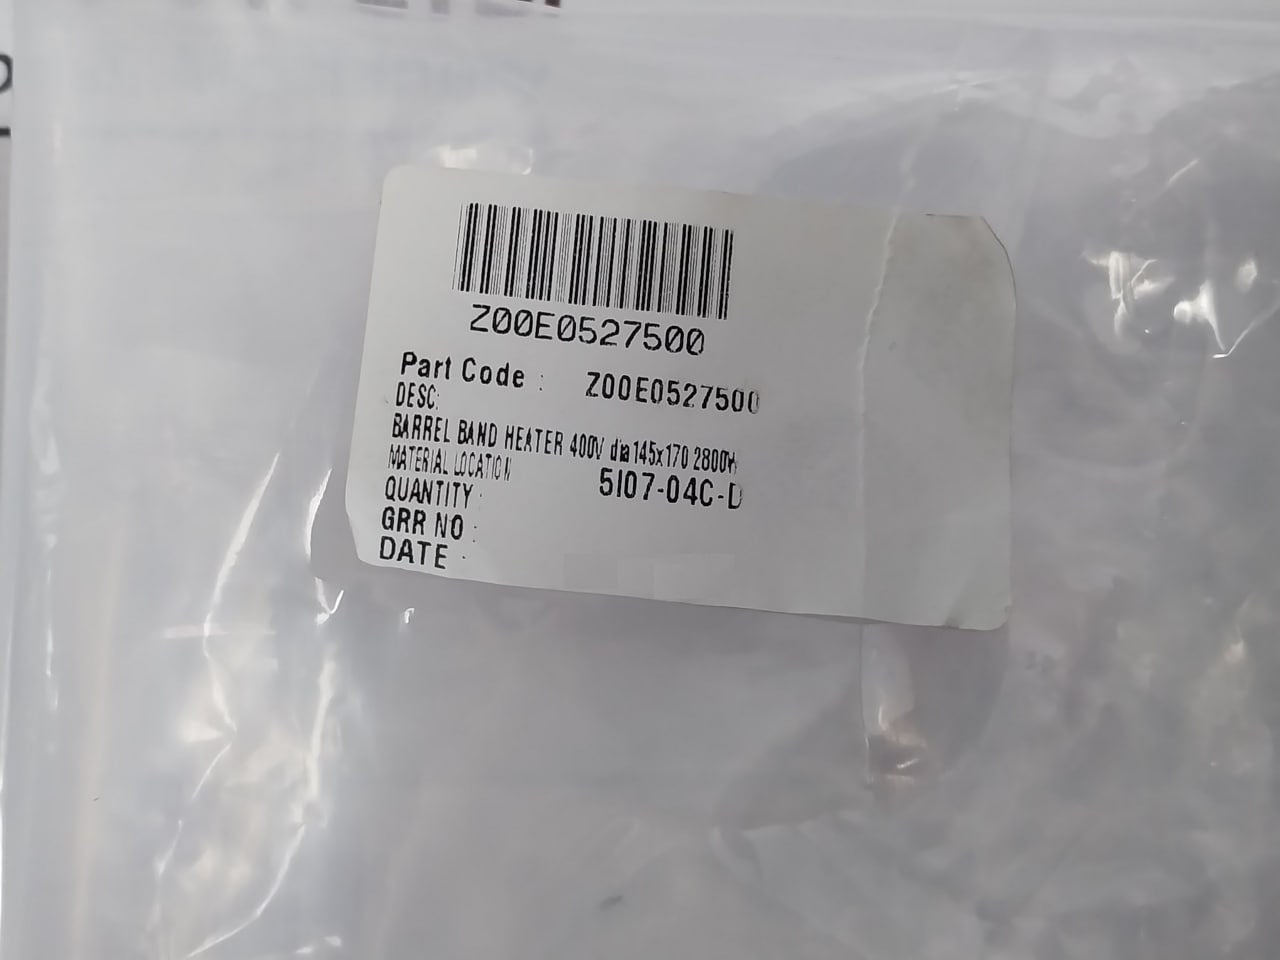 Z00E0527500
Part Code : Z00E0527500
DESC:
BARREL BAND HEATER 400V dia145x170 2800W
MATERIAL LOCATION 5I07-04C-D
QUANTITY :
GRR NO :
DATE :